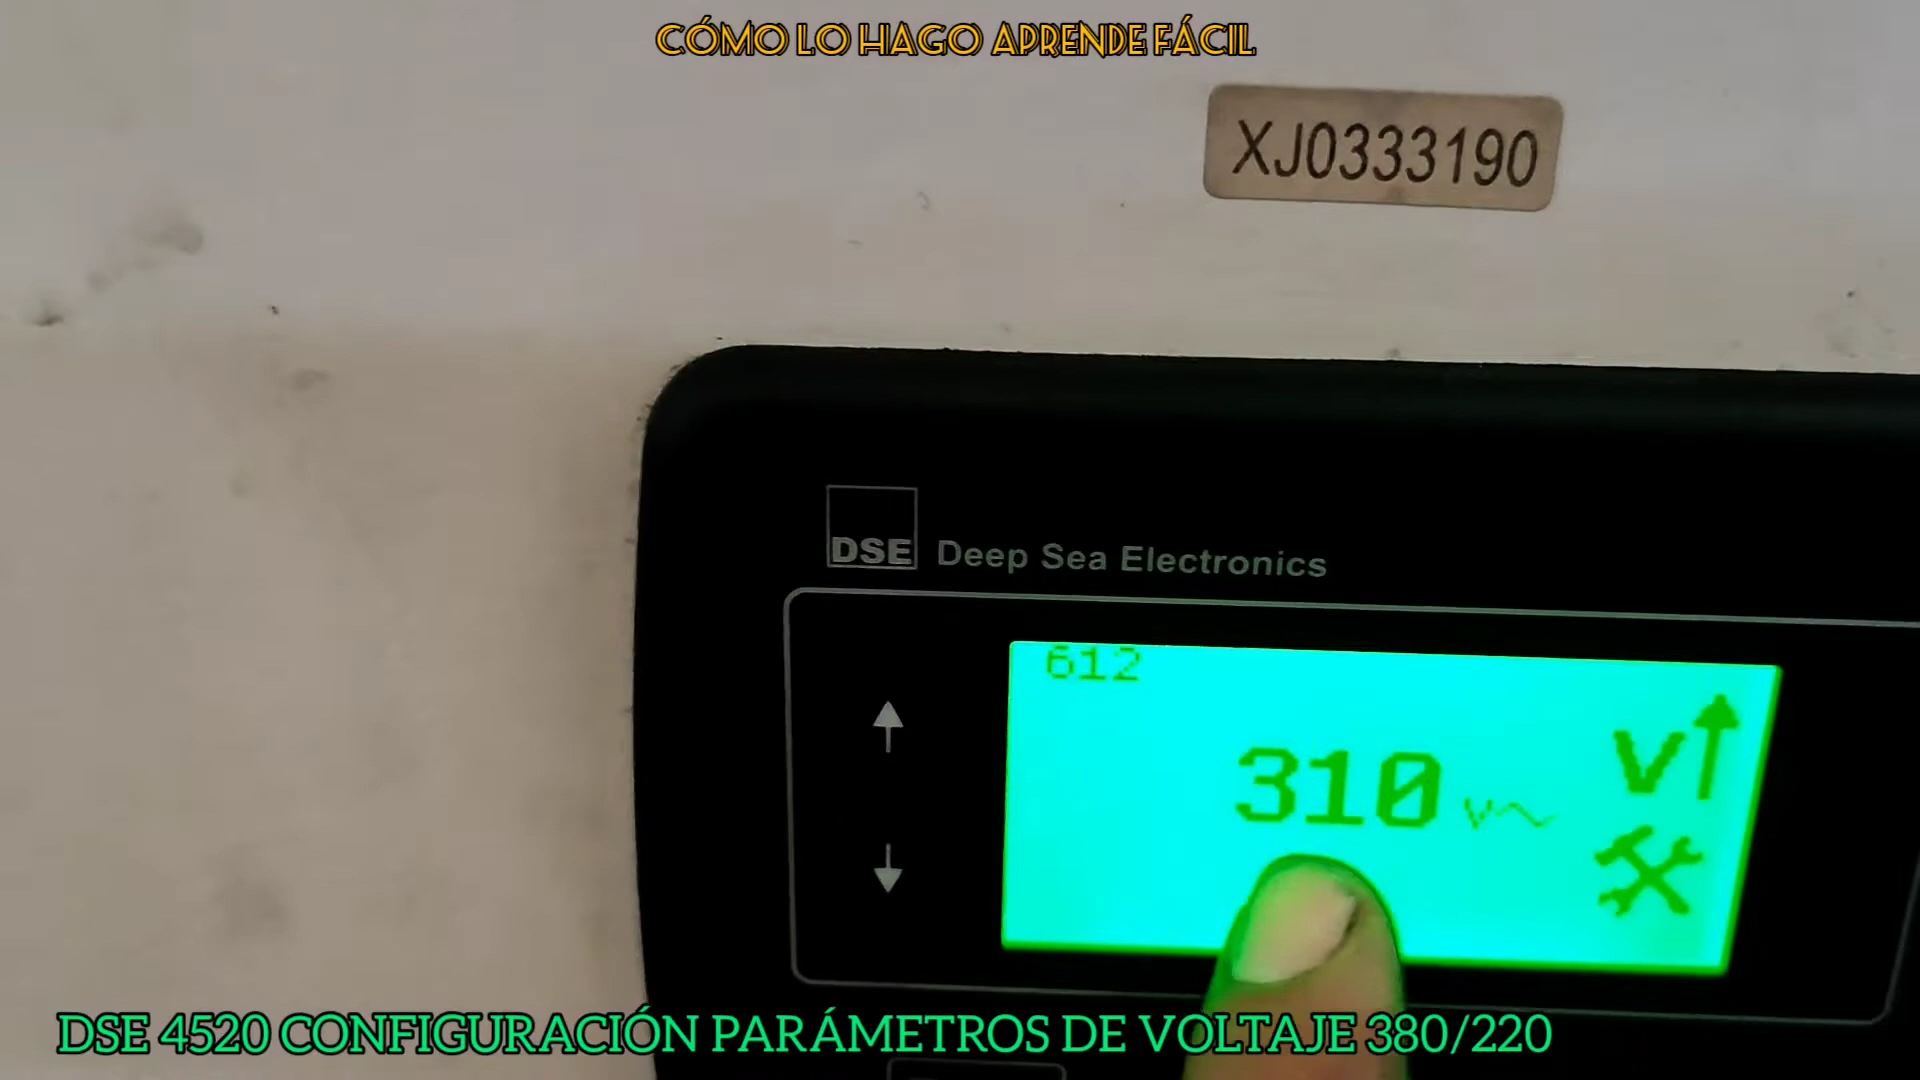 CÓMO LO HAGO APRENDE FÁCIL
XJ0333190
DSE Deep Sea Electronics
612
310 V
V
DSE 4520 CONFIGURACIÓN PARÁMETROS DE VOLTAJE 380/220